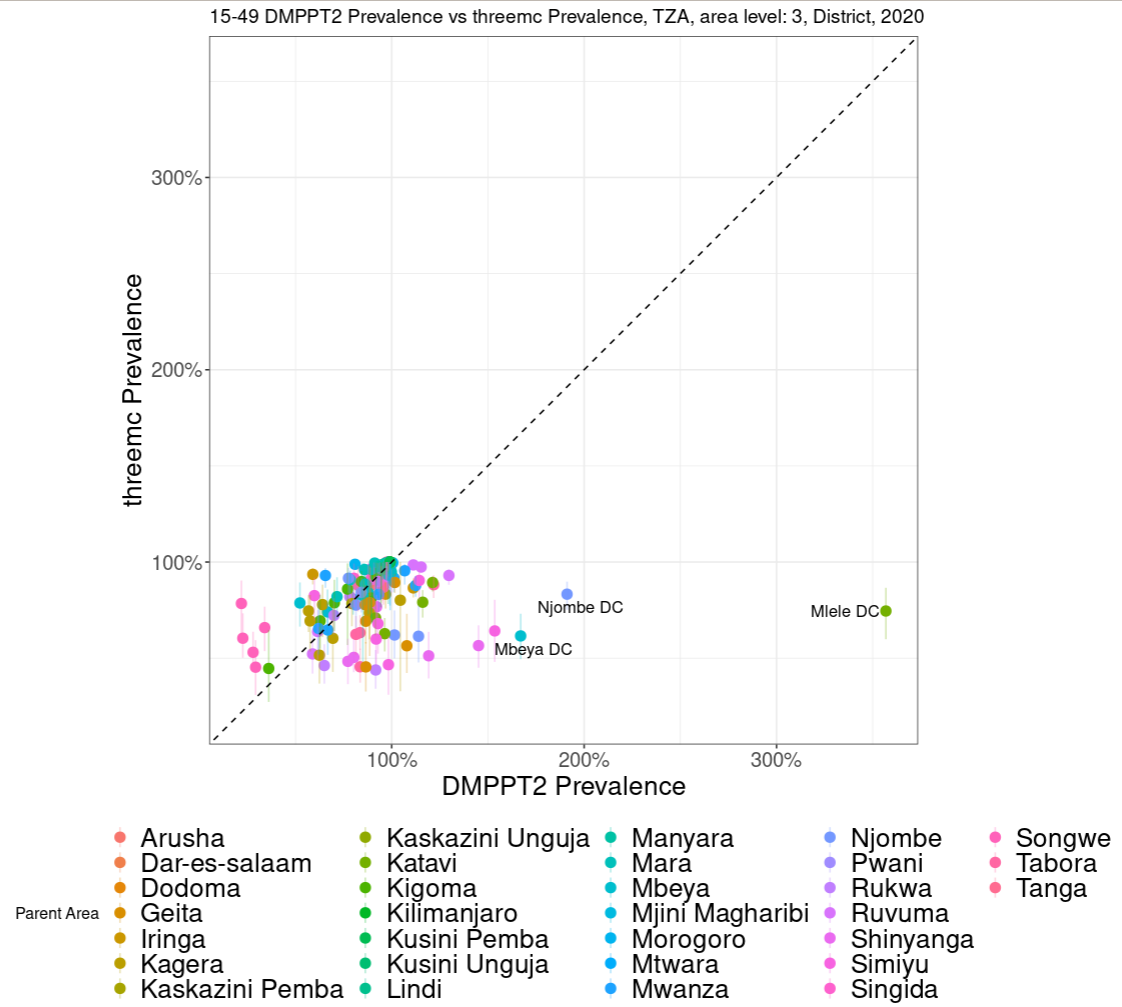 15-49 DMPPT2 Prevalence vs threemc Prevalence, TZA, area level: 3, District, 2020
threemc Prevalence
300%
200%
100%
Njombe DC
Mlele DC
Mbeya DC
100% 200% 300%
DMPPT2 Prevalence
Parent Area
Arusha
Dar-es-salaam
Dodoma
Geita
Iringa
Kagera
Kaskazini Pemba
Kaskazini Unguja
Katavi
Kigoma
Kilimanjaro
Kusini Pemba
Kusini Unguja
Lindi
Manyara
Mara
Mbeya
Mjini Magharibi
Morogoro
Mtwara
Mwanza
Njombe
Pwani
Rukwa
Ruvuma
Shinyanga
Simiyu
Singida
Songwe
Tabora
Tanga